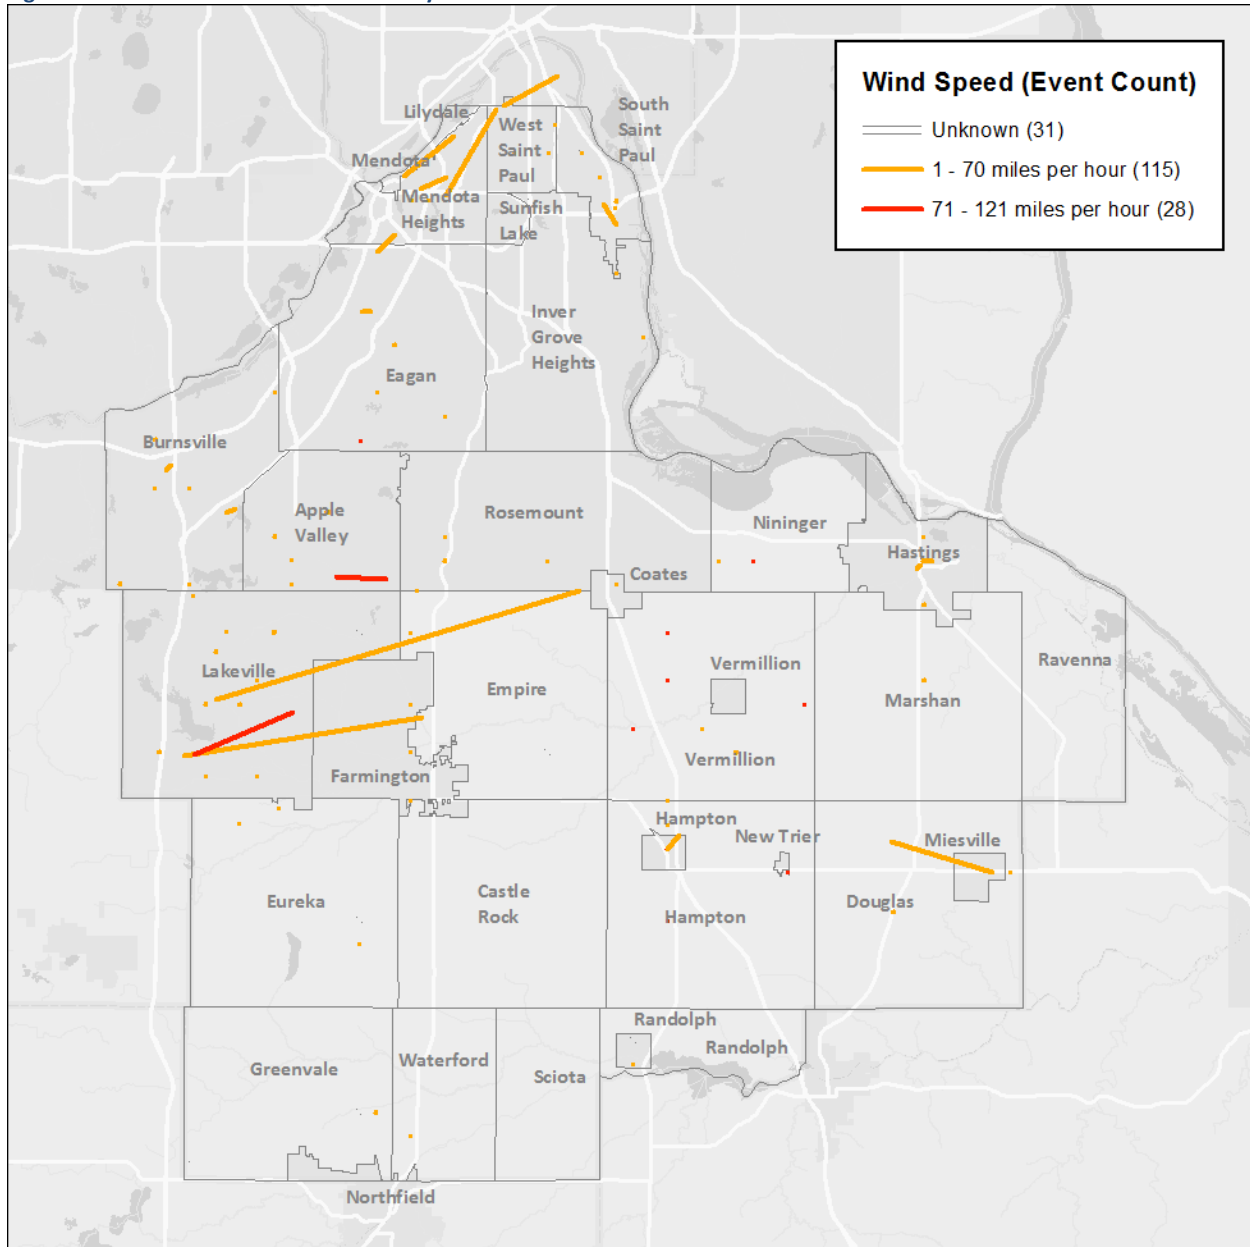 Wind Speed (Event Count)
Unknown (31)
1 - 70 miles per hour (115)
71 - 121 miles per hour (28)
Lilydale
South
Saint
Paul
West
Saint
Paul
Mendota
Mendota
Heights
Sunfish
Lake
Inver
Grove
Heights
Eagan
Burnsville
Apple
Valley
Rosemount
Nininger
Hastings
Coates
Lakeville
Empire
Vermillion
Ravenna
Marshan
Vermillion
Farmington
Hampton
New Trier
Miesville
Eureka
Castle
Rock
Hampton
Douglas
Randolph
Randolph
Greenvale
Waterford
Sciota
Northfield